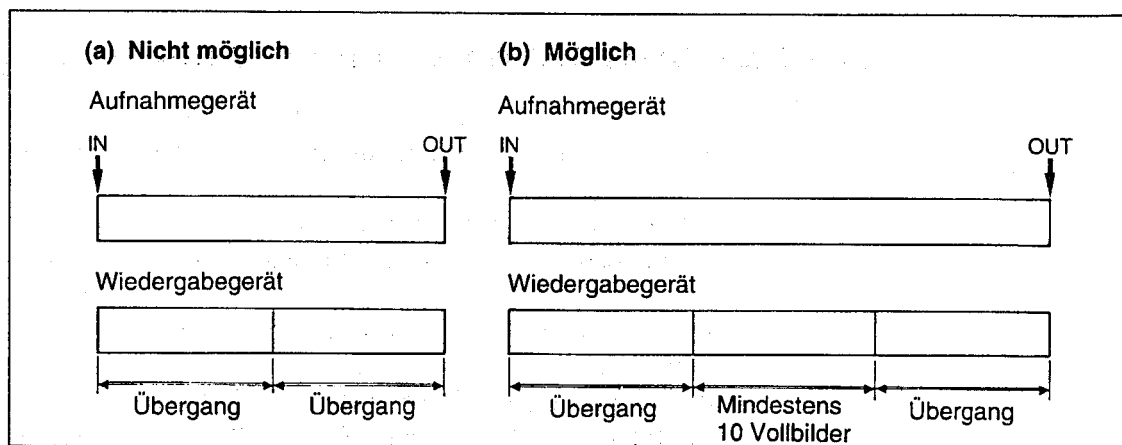 (a) Nicht möglich
Aufnahmegerät
IN OUT
Wiedergabegerät
Übergang Übergang
(b) Möglich
Aufnahmegerät
IN OUT
Wiedergabegerät
Übergang Mindestens 10 Vollbilder Übergang